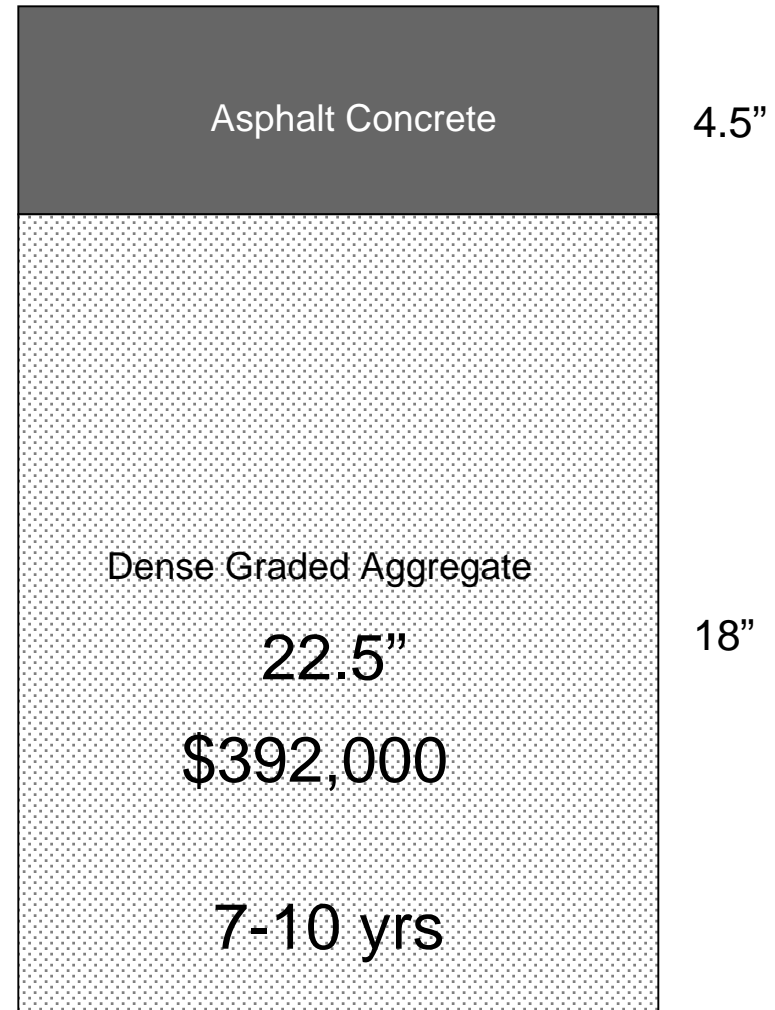 Asphalt Concrete
4.5”
Dense Graded Aggregate
22.5”
18”
$392,000
7-10 yrs